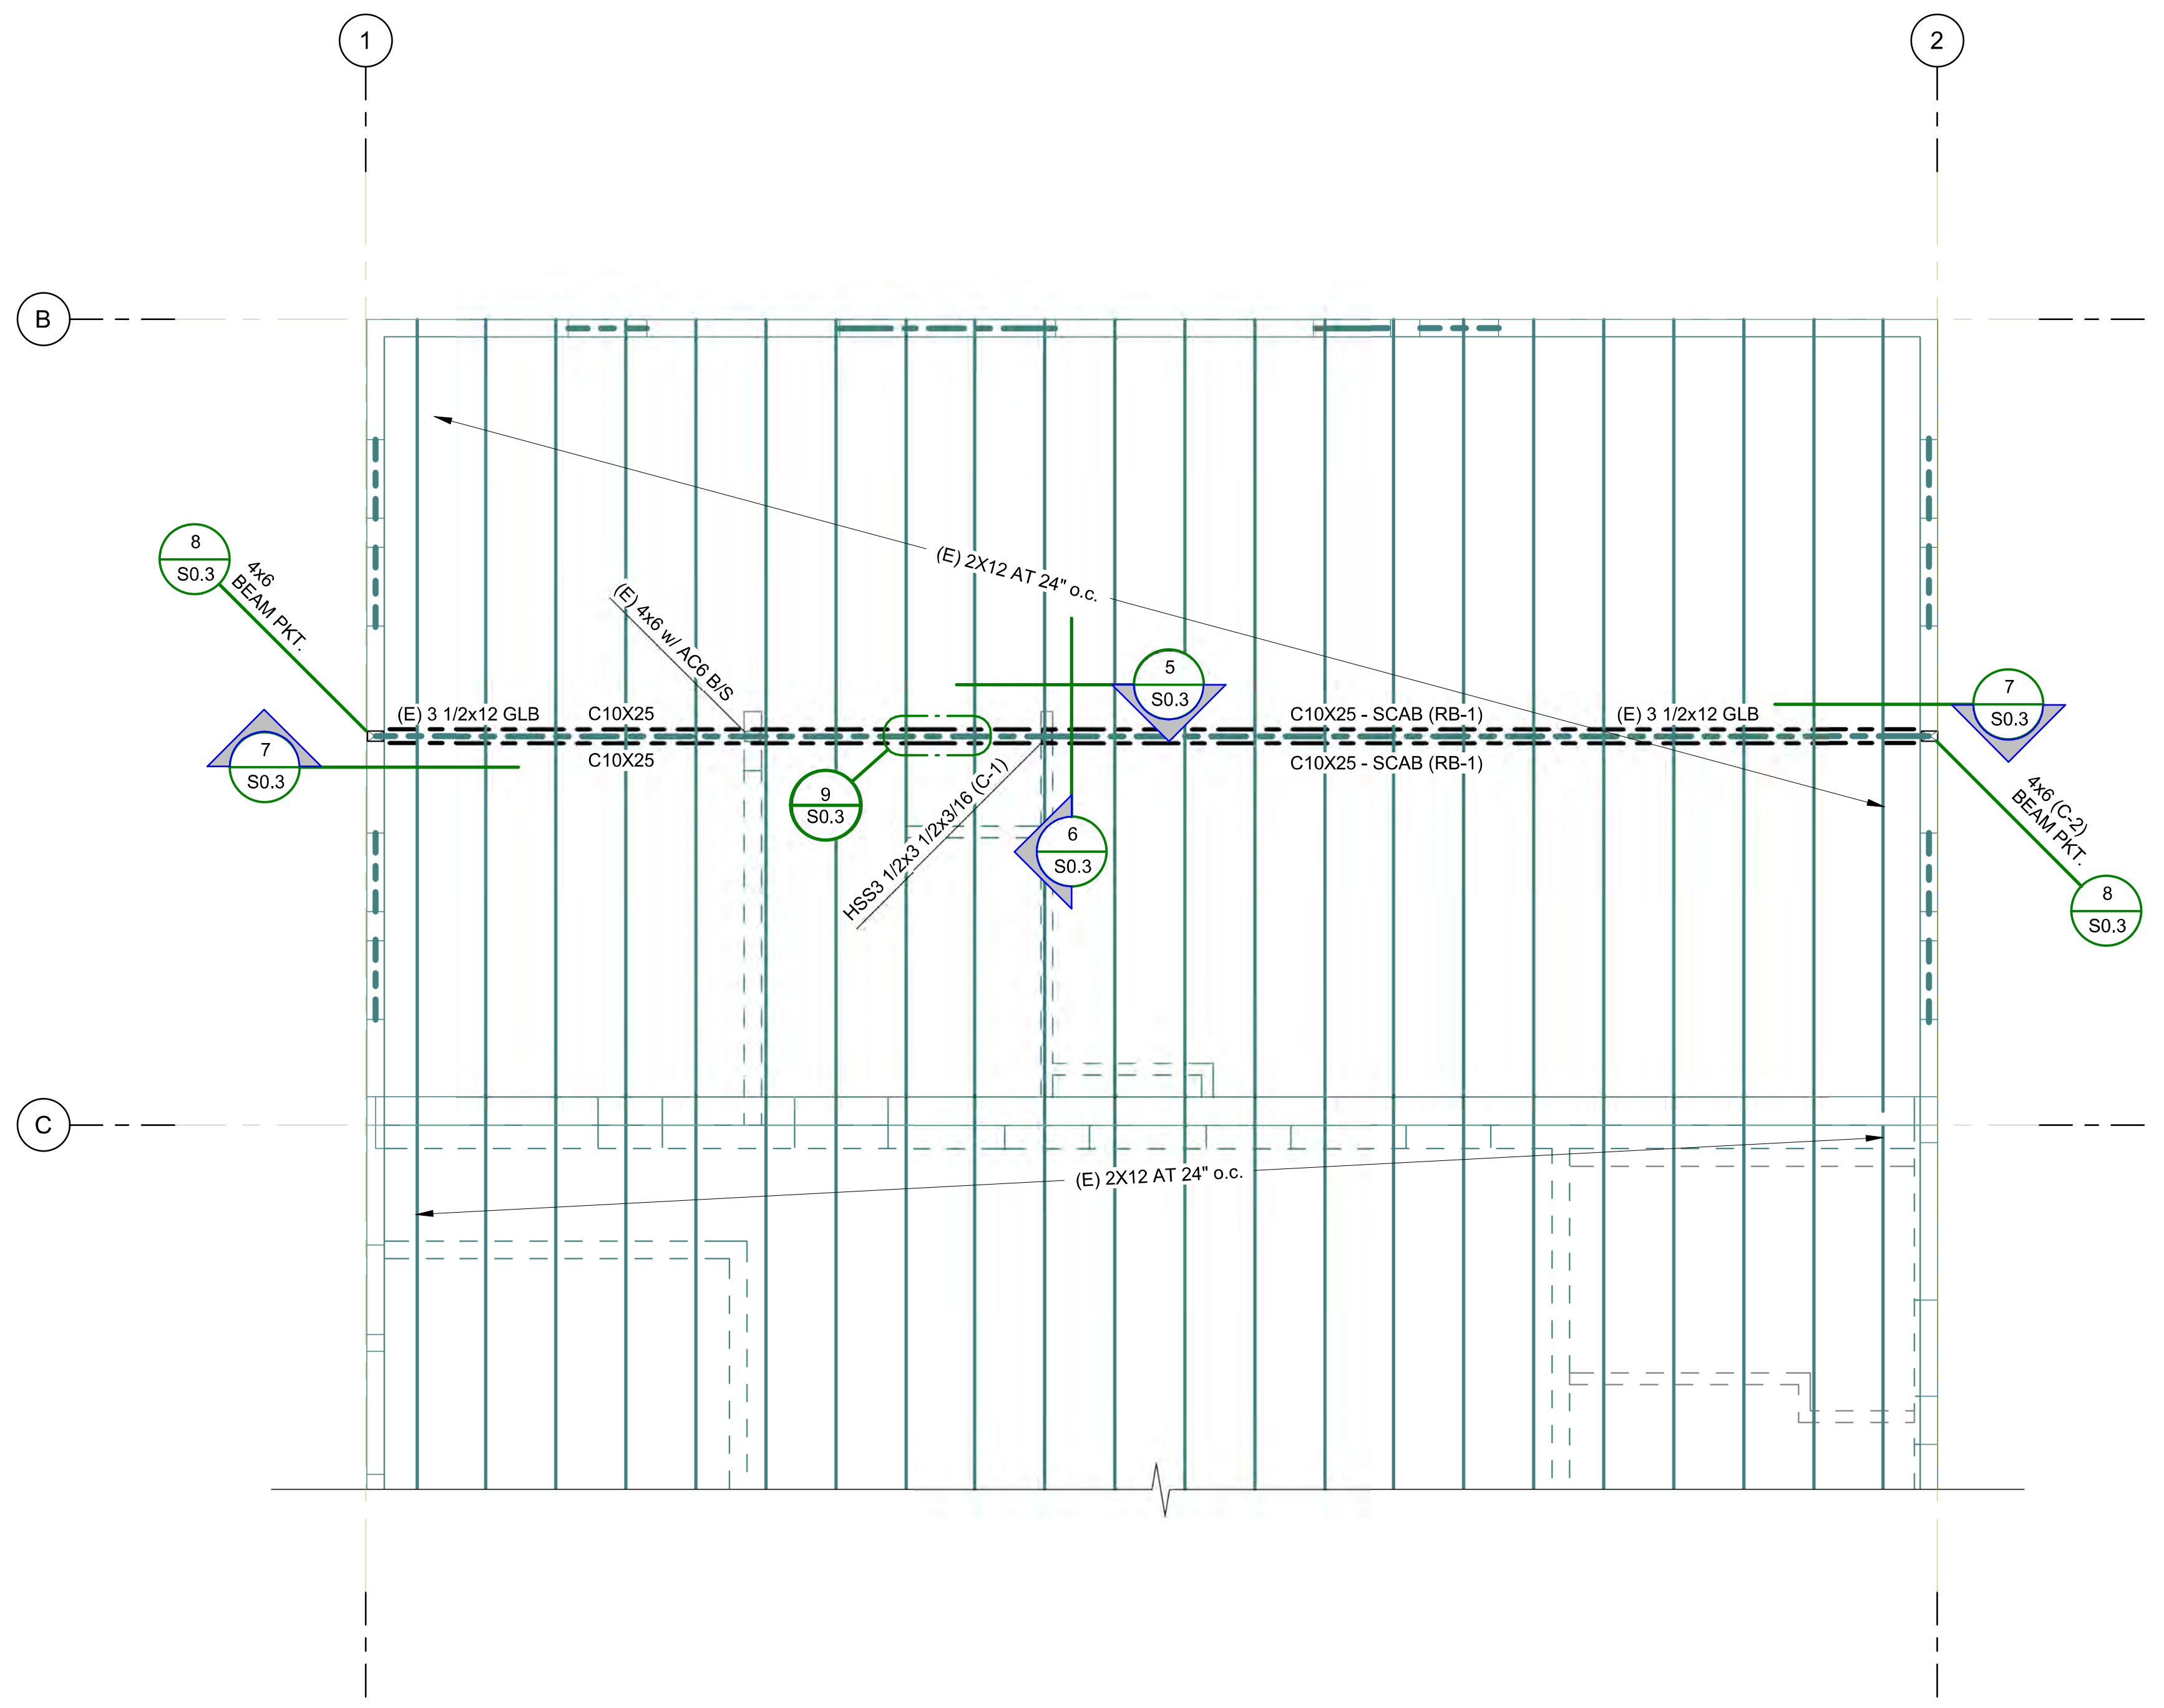 1
2
B
(E) 2X12 AT 24" o.c.
8
S0.3
4x6
BEAM PKT.
(E) 4x6 w/ AC6 B/S
5
S0.3
7
S0.3
(E) 3 1/2x12 GLB
C10X25
C10X25 - SCAB (RB-1)
(E) 3 1/2x12 GLB
7
S0.3
C10X25
C10X25 - SCAB (RB-1)
9
S0.3
HSS3 1/2x3 1/2x3/16 (C-1)
6
S0.3
4x6 (C-2)
BEAM PKT.
8
S0.3
C
(E) 2X12 AT 24" o.c.